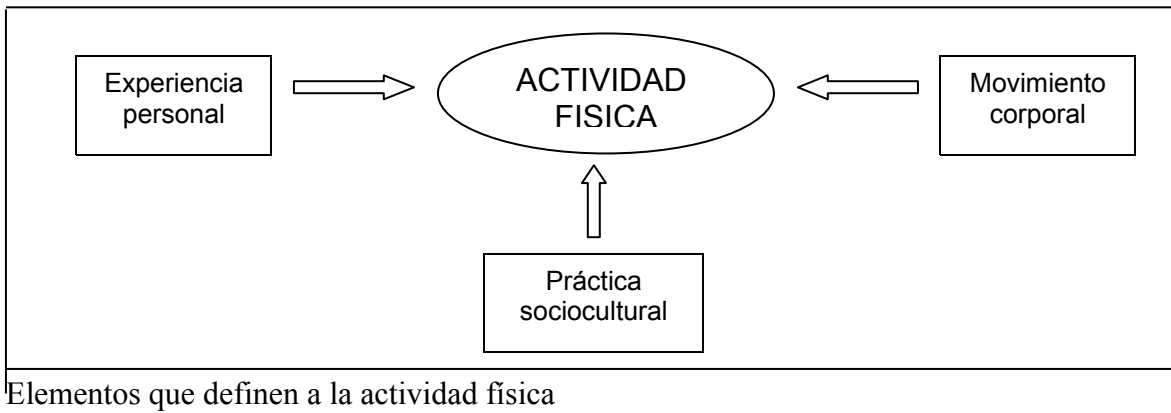 Experiencia
personal
ACTIVIDAD
FISICA
Movimiento
corporal
Práctica
sociocultural
Elementos que definen a la actividad física